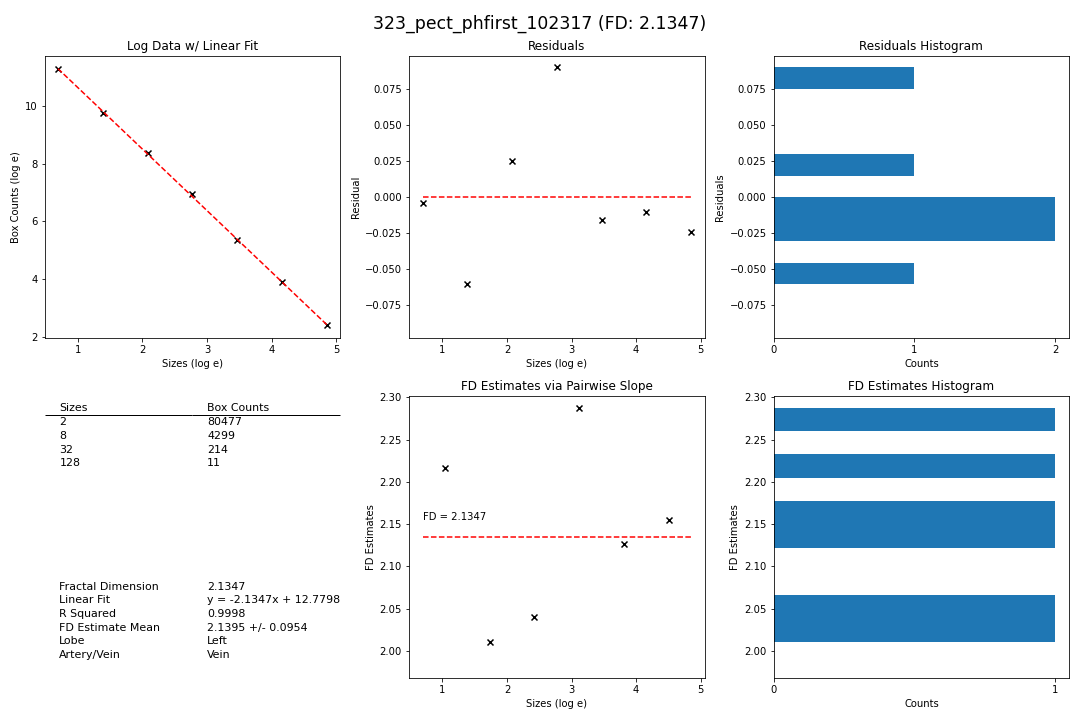 323_pect_phfirst_102317 (FD: 2.1347)
Log Data w/ Linear Fit
Box Counts (log e)
10
8
6
4
2
1 2 3 4 5
Sizes (log e)
Residuals
Residual
0.075
0.050
0.025
0.000
−0.025
−0.050
−0.075
1 2 3 4 5
Sizes (log e)
Residuals Histogram
Residuals
0.075
0.050
0.025
0.000
−0.025
−0.050
−0.075
0 1 2
Counts
Sizes Box Counts
2 80477
8 4299
32 214
128 11
Fractal Dimension 2.1347
Linear Fit y = -2.1347x + 12.7798
R Squared 0.9998
FD Estimate Mean 2.1395 +/- 0.0954
Lobe Left
Artery/Vein Vein
FD Estimates via Pairwise Slope
FD Estimates
2.30
2.25
2.20
2.15
2.10
2.05
2.00
FD = 2.1347
1 2 3 4 5
Sizes (log e)
FD Estimates Histogram
FD Estimates
2.30
2.25
2.20
2.15
2.10
2.05
2.00
0 1
Counts